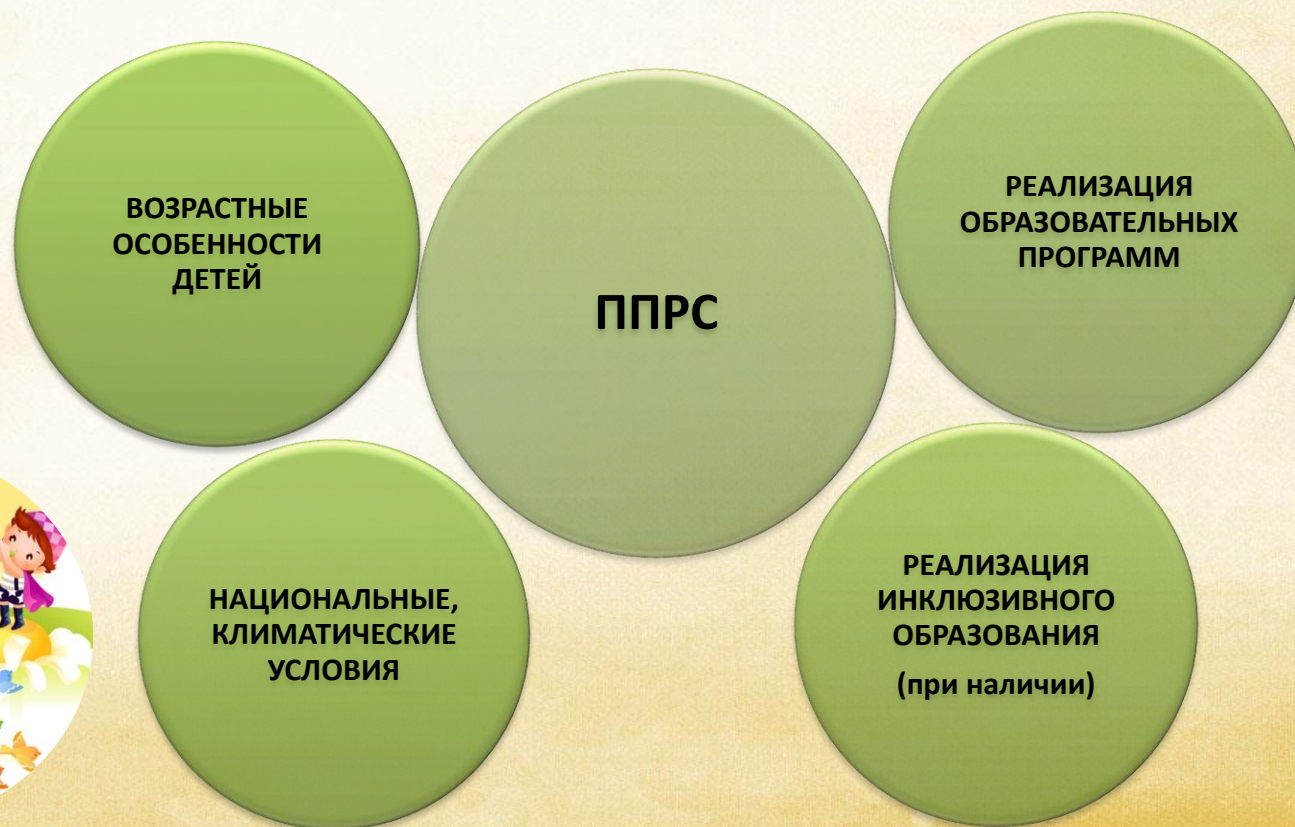 ВОЗРАСТНЫЕ
ОСОБЕННОСТИ
ДЕТЕЙ
ППРС
РЕАЛИЗАЦИЯ
ОБРАЗОВАТЕЛЬНЫХ
ПРОГРАММ
НАЦИОНАЛЬНЫЕ,
КЛИМАТИЧЕСКИЕ
УСЛОВИЯ
РЕАЛИЗАЦИЯ
ИНКЛЮЗИВНОГО
ОБРАЗОВАНИЯ
(при наличии)